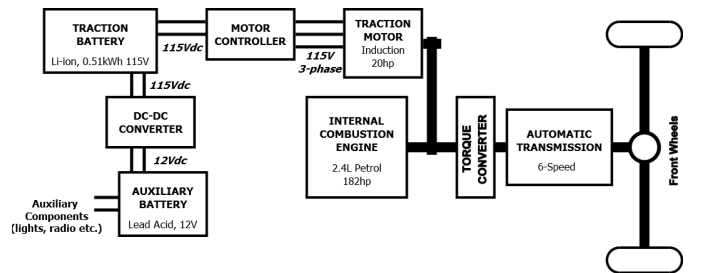 TRACTION
BATTERY
Li-ion, 0.51kWh 115V
115Vdc
MOTOR
CONTROLLER
115V
3-phase
TRACTION
MOTOR
Induction
20hp
115Vdc
DC-DC
CONVERTER
12Vdc
AUXILIARY
BATTERY
Lead Acid, 12V
Auxiliary
Components
(lights, radio etc.)
INTERNAL
COMBUSTION
ENGINE
2.4L Petrol
182hp
TORQUE
CONVERTER
AUTOMATIC
TRANSMISSION
6-Speed
Front Wheels